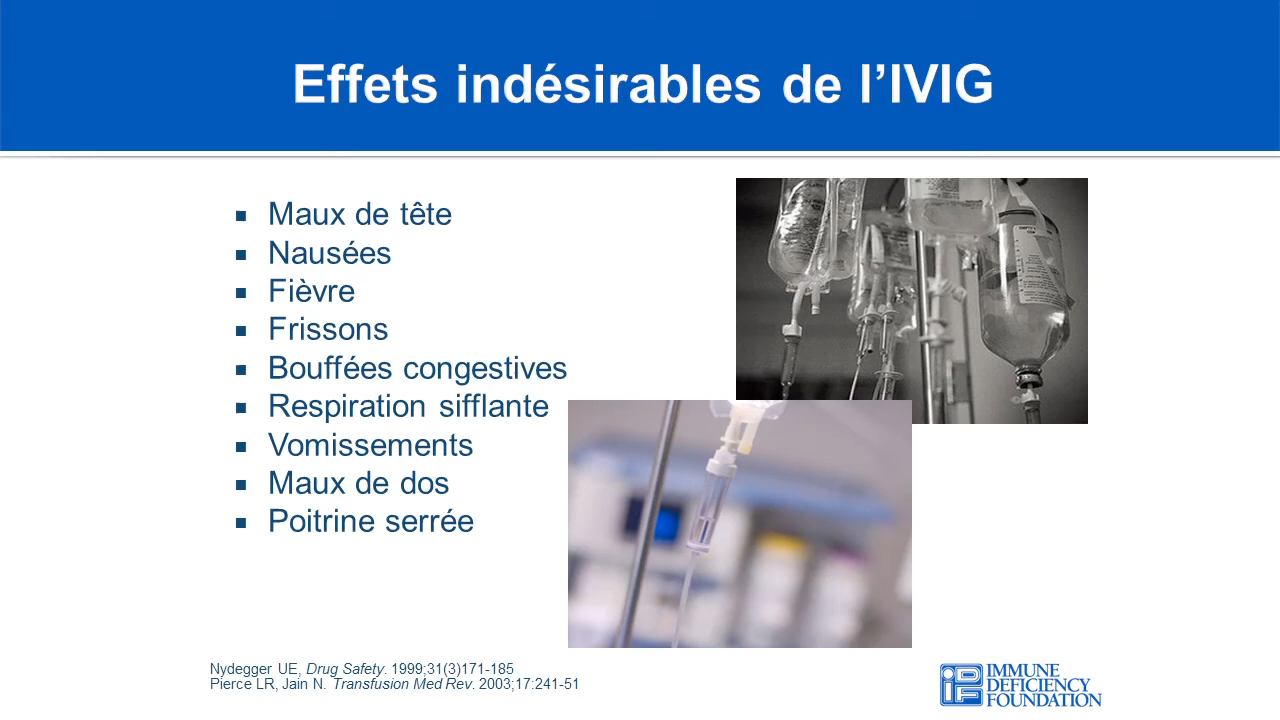 Effets indésirables de l’IVIG
Maux de tête
Nausées
Fièvre
Frissons
Bouffées congestives
Respiration sifflante
Vomissements
Maux de dos
Poitrine serrée
Nydegger UE, Drug Safety. 1999;31(3)171-185
Pierce LR, Jain N. Transfusion Med Rev. 2003;17:241-51
IDF
IMMUNE
DEFICIENCY
FOUNDATION